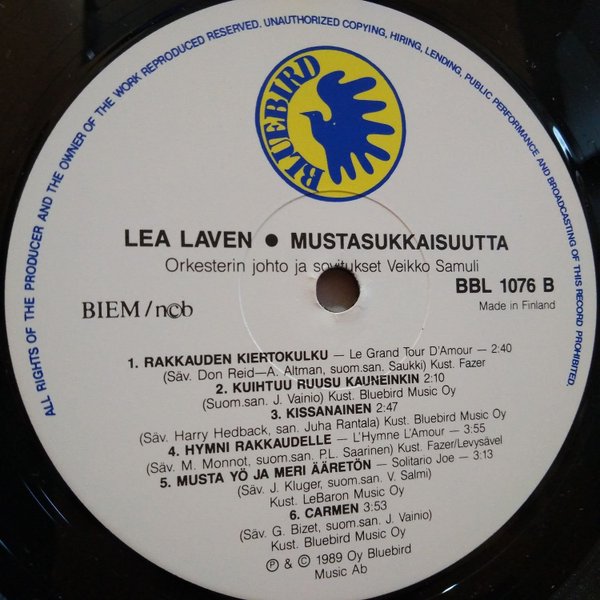 ALL RIGHTS OF THE PRODUCER AND THE OWNER OF THE WORK REPRODUCED RESERVED. UNAUTHORIZED COPYING, HIRING, LENDING, PUBLIC PERFORMANCE AND BROADCASTING OF THIS RECORD PROHIBITED.
BLUEBIRD
LEA LAVEN ● MUSTASUKKAISUUTTA
Orkesterin johto ja sovitukset Veikko Samuli
BBL 1076 B
BIEM/ncb
Made in Finland
1. RAKKAUDEN KIERTOKULKU — Le Grand Tour D'Amour — 2:40
(Säv. Don Reid—A. Altman, suom.san. Saukki) Kust. Fazer
2. KUIHTUU RUUSU KAUNEINKIN 2:10
(Suom.san. J. Vainio) Kust. Bluebird Music Oy
3. KISSANAINEN 2:47
(Säv. Harry Hedback, san. Juha Rantala) Kust. Bluebird Music Oy
4. HYMNI RAKKAUDELLE — L'Hymne L'Amour — 3:55
(Säv. M. Monnot, suom.san. P.L. Saarinen) Kust. Fazer/Levysävel
5. MUSTA YÖ JA MERI ÄÄRETÖN — Solitario Joe — 3:13
(Säv. J. Kluger, suom.san. V. Salmi)
Kust. LeBaron Music Oy
6. CARMEN 3:53
(Säv. G. Bizet, suom.san. J. Vainio)
Kust. Bluebird Music Oy
Ⓟ & © 1989 Oy Bluebird
Music Ab